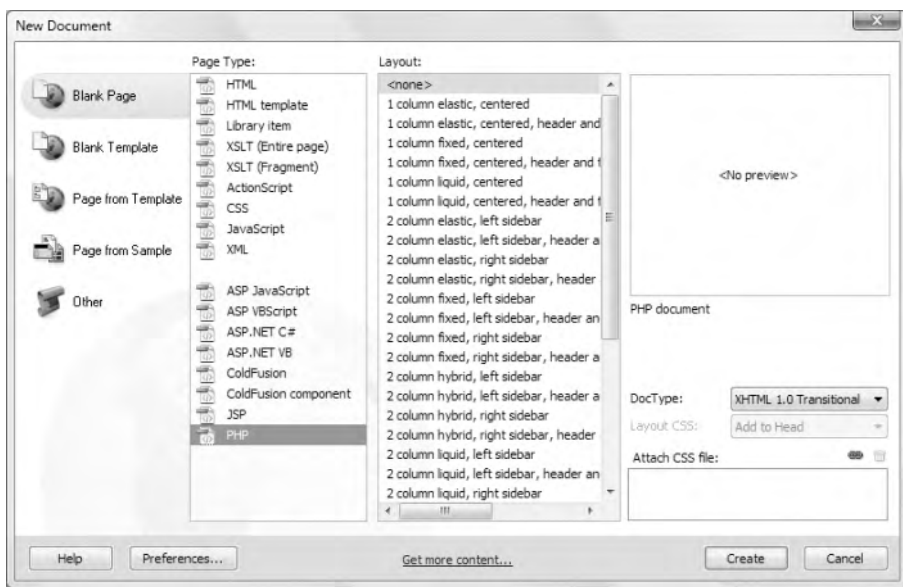 New Document
Blank Page
Blank Template
Page from Template
Page from Sample
Other
Page Type:
HTML
HTML template
Library item
XSLT (Entire page)
XSLT (Fragment)
ActionScript
CSS
JavaScript
XML
ASP JavaScript
ASP VBScript
ASP.NET C#
ASP.NET VB
ColdFusion
ColdFusion component
JSP
PHP
Layout:
<none>
1 column elastic, centered
1 column elastic, centered, header and
1 column fixed, centered
1 column fixed, centered, header and f
1 column liquid, centered
1 column liquid, centered, header and f
2 column elastic, left sidebar
2 column elastic, left sidebar, header a
2 column elastic, right sidebar
2 column elastic, right sidebar, header
2 column fixed, left sidebar
2 column fixed, left sidebar, header an
2 column fixed, right sidebar
2 column fixed, right sidebar, header a
2 column hybrid, left sidebar
2 column hybrid, left sidebar, header a
2 column hybrid, right sidebar
2 column hybrid, right sidebar, header
2 column liquid, left sidebar
2 column liquid, left sidebar, header an
2 column liquid, right sidebar
<No preview>
PHP document
DocType: XHTML 1.0 Transitional
Layout CSS: Add to Head
Attach CSS file:
Help Preferences... Get more content... Create Cancel